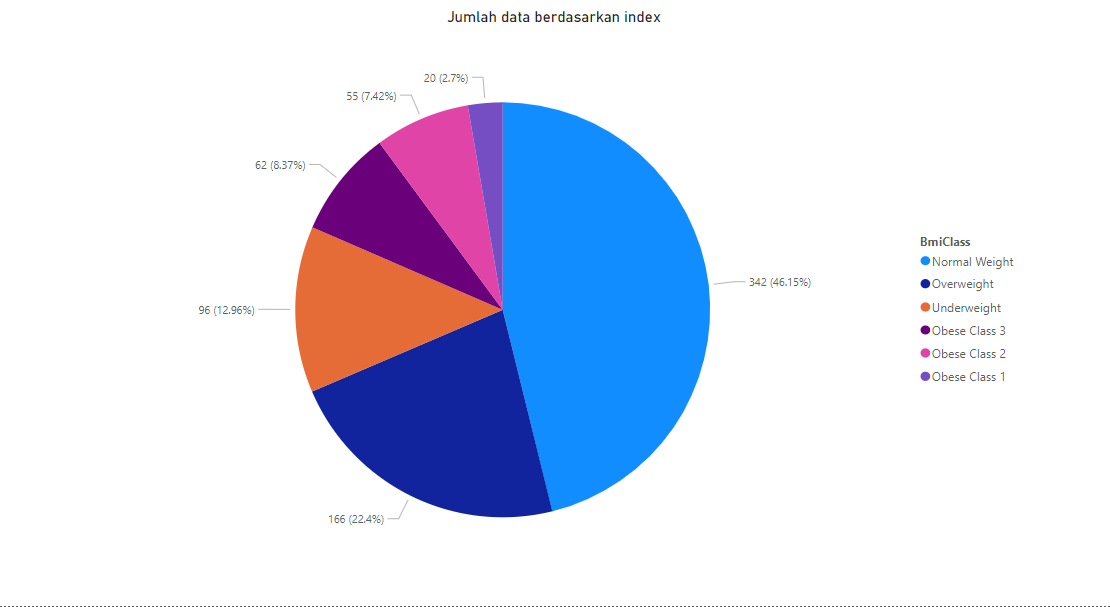 Jumlah data berdasarkan index
20 (2.7%)
55 (7.42%)
62 (8.37%)
96 (12.96%)
166 (22.4%)
342 (46.15%)
BmiClass
Normal Weight
Overweight
Underweight
Obese Class 3
Obese Class 2
Obese Class 1